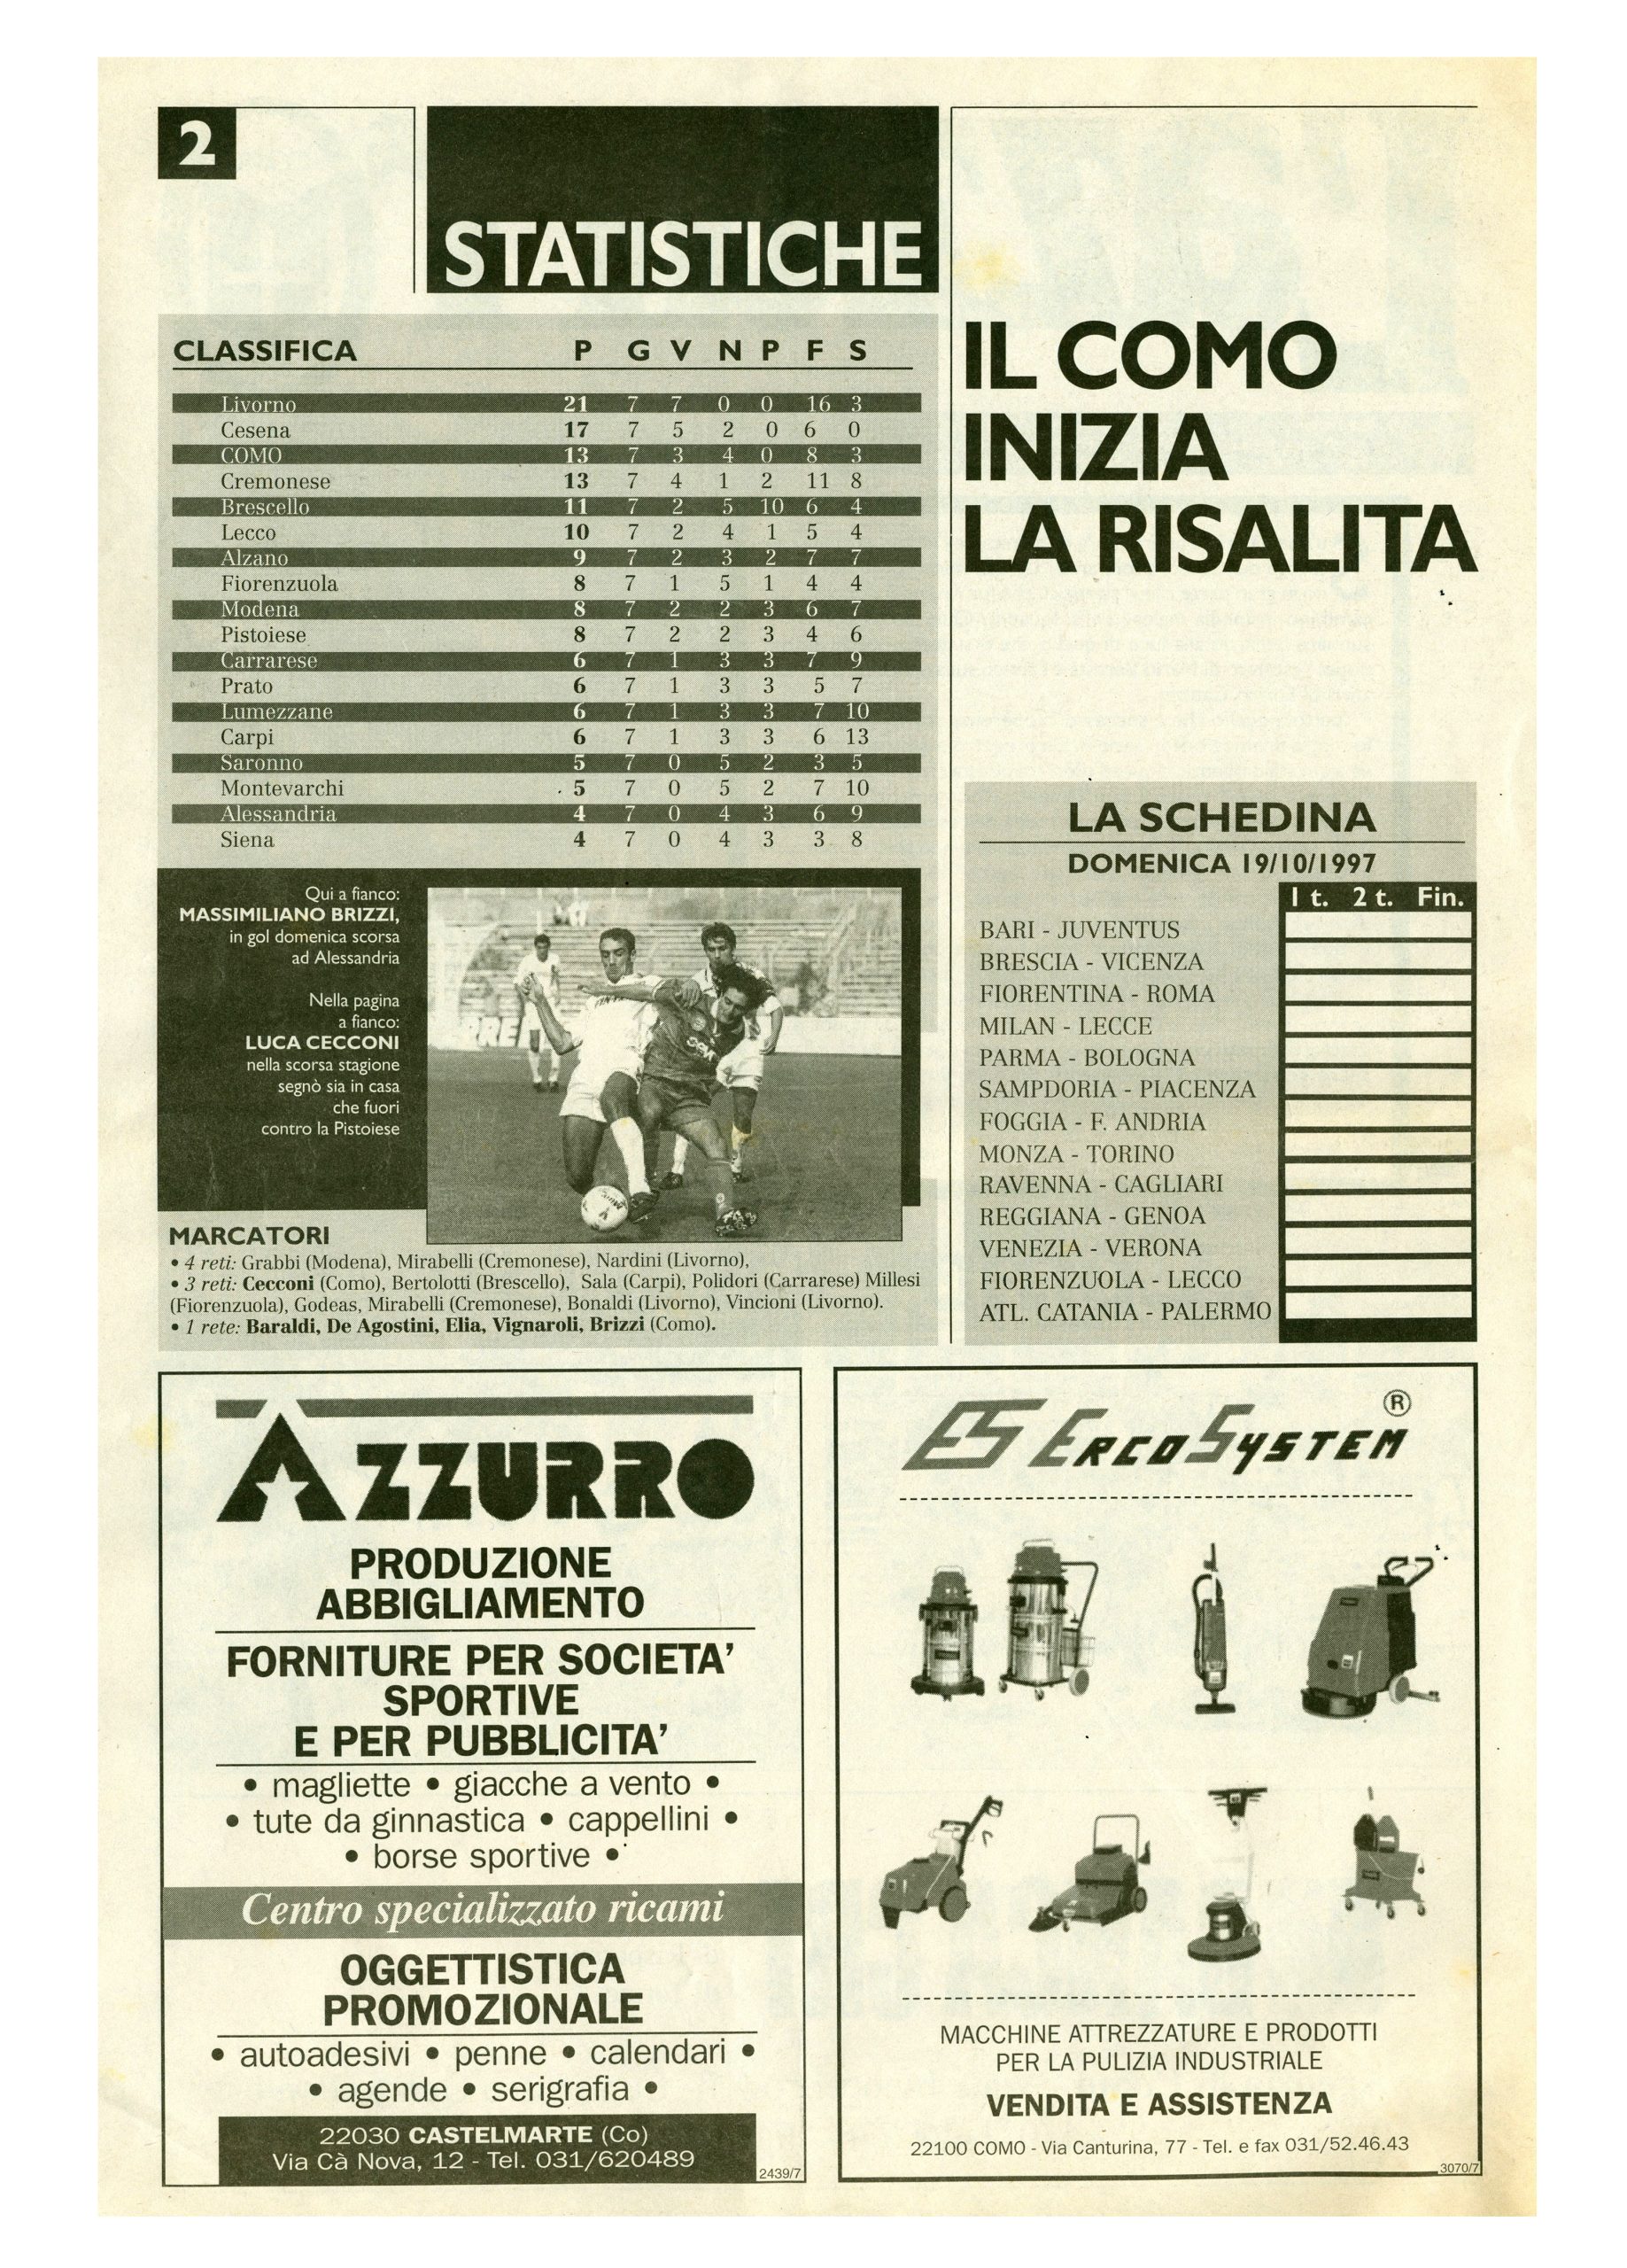 2
STATISTICHE
CLASSIFICA P G V N P F S
Livorno 21 7 7 0 0 16 3
Cesena 17 7 5 2 0 6 0
COMO 13 7 3 4 0 8 3
Cremonese 13 7 4 1 2 11 8
Brescello 11 7 2 5 10 6 4
Lecco 10 7 2 4 1 5 4
Alzano 9 7 2 3 2 7 7
Fiorenzuola 8 7 1 5 1 4 4
Modena 8 7 2 2 3 6 7
Pistoiese 8 7 2 2 3 4 6
Carrarese 6 7 1 3 3 7 9
Prato 6 7 1 3 3 5 7
Lumezzane 6 7 1 3 3 7 10
Carpi 6 7 1 3 3 6 13
Saronno 5 7 0 5 2 3 5
Montevarchi 5 7 0 5 2 7 10
Alessandria 4 7 0 4 3 6 9
Siena 4 7 0 4 3 3 8
Qui a fianco:
MASSIMILIANO BRIZZI,
in gol domenica scorsa
ad Alessandria
Nella pagina
a fianco:
LUCA CECCONI
nella scorsa stagione
segnò sia in casa
che fuori
contro la Pistoiese
MARCATORI
• 4 reti: Grabbi (Modena), Mirabelli (Cremonese), Nardini (Livorno),
• 3 reti: Cecconi (Como), Bertolotti (Brescello), Sala (Carpi), Polidori (Carrarese) Millesi
(Fiorenzuola), Godeas, Mirabelli (Cremonese), Bonaldi (Livorno), Vincioni (Livorno).
• 1 rete: Baraldi, De Agostini, Elia, Vignaroli, Brizzi (Como).
IL COMO
INIZIA
LA RISALITA
LA SCHEDINA
DOMENICA 19/10/1997
1 t. 2 t. Fin.
BARI - JUVENTUS
BRESCIA - VICENZA
FIORENTINA - ROMA
MILAN - LECCE
PARMA - BOLOGNA
SAMPDORIA - PIACENZA
FOGGIA - F. ANDRIA
MONZA - TORINO
RAVENNA - CAGLIARI
REGGIANA - GENOA
VENEZIA - VERONA
FIORENZUOLA - LECCO
ATL. CATANIA - PALERMO
AZZURRO
PRODUZIONE
ABBIGLIAMENTO
FORNITURE PER SOCIETA'
SPORTIVE
E PER PUBBLICITA'
• magliette • giacche a vento •
• tute da ginnastica • cappellini •
• borse sportive •
Centro specializzato ricami
OGGETTISTICA
PROMOZIONALE
• autoadesivi • penne • calendari •
• agende • serigrafia •
22030 CASTELMARTE (Co)
Via Cà Nova, 12 - Tel. 031/620489
2439/7
ES ERCOSYSTEM ®
MACCHINE ATTREZZATURE E PRODOTTI
PER LA PULIZIA INDUSTRIALE
VENDITA E ASSISTENZA
22100 COMO - Via Canturina, 77 - Tel. e fax 031/52.46.43
3070/7